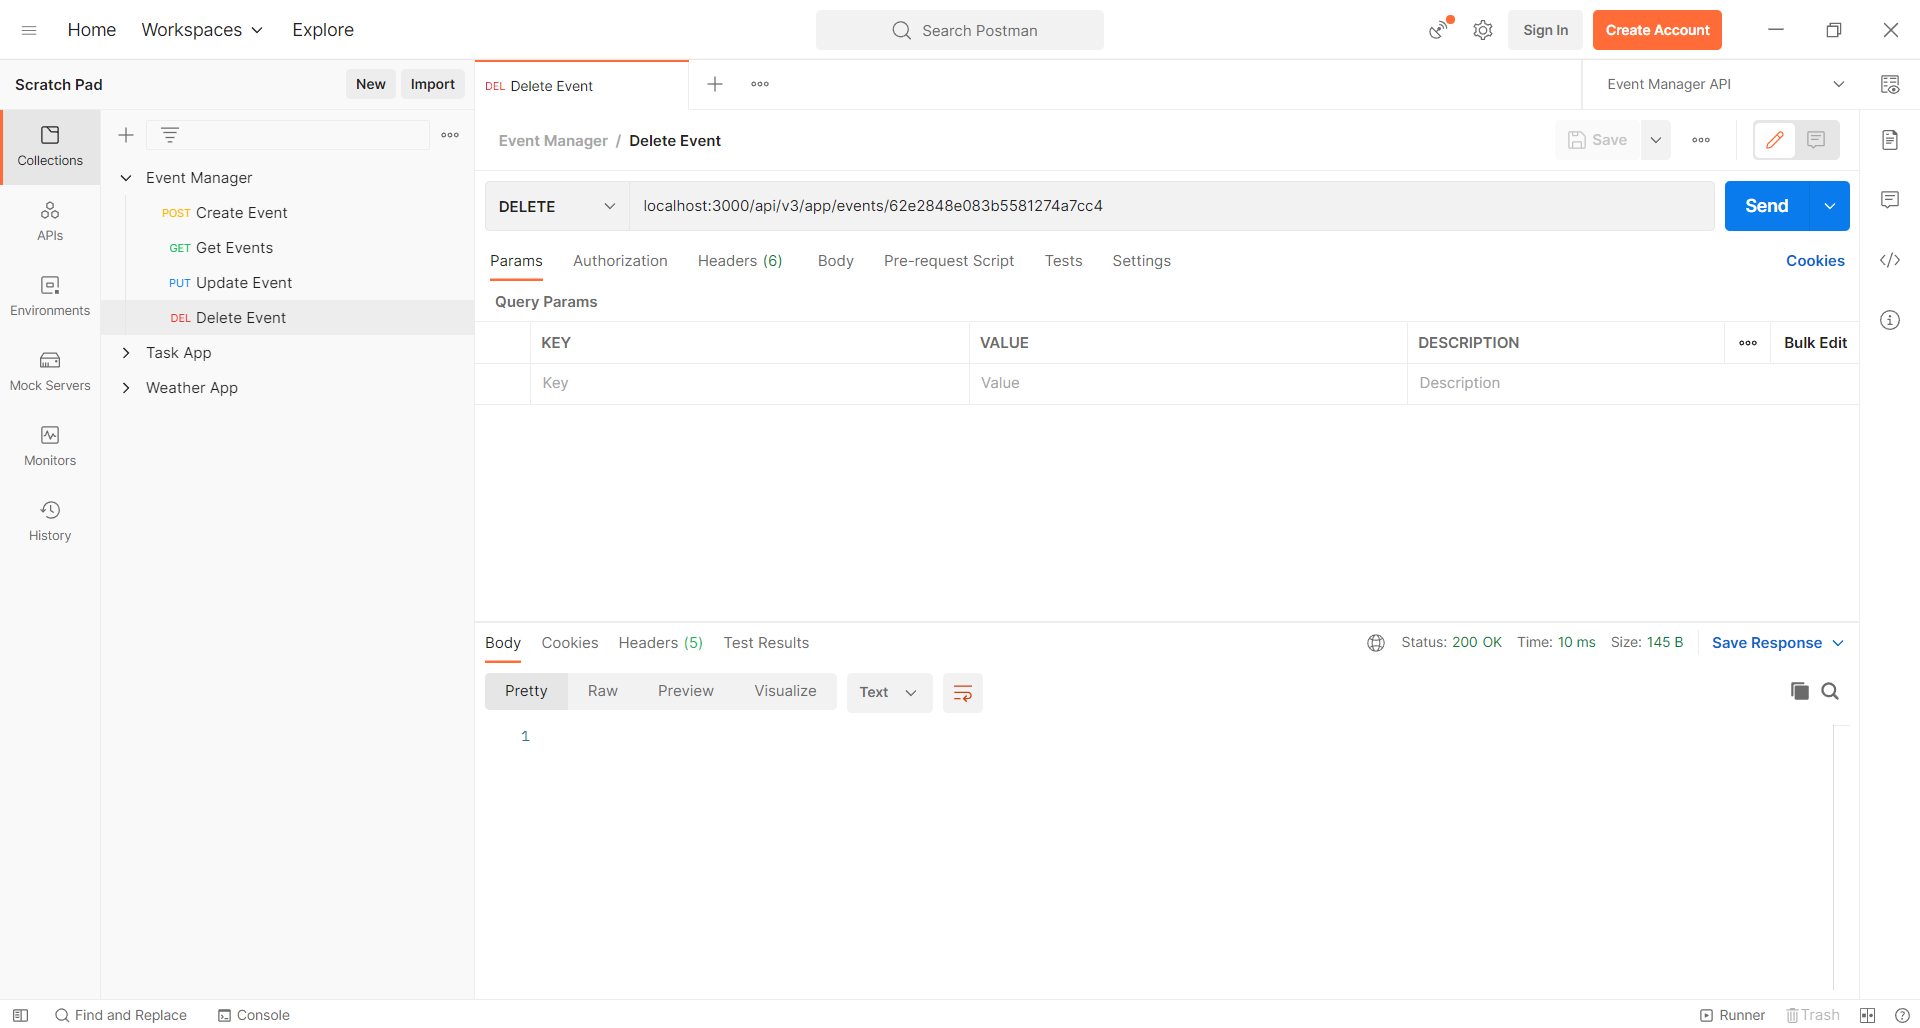 Home Workspaces Explore Search Postman Sign In Create Account
Scratch Pad New Import DEL Delete Event Event Manager API
Event Manager / Delete Event Save
Collections
APIs
Environments
Mock Servers
Monitors
History
Event Manager
POST Create Event
GET Get Events
PUT Update Event
DEL Delete Event
Task App
Weather App
DELETE localhost:3000/api/v3/app/events/62e2848e083b5581274a7cc4 Send
Params Authorization Headers (6) Body Pre-request Script Tests Settings Cookies
Query Params
KEY VALUE DESCRIPTION Bulk Edit
Key Value Description
Body Cookies Headers (5) Test Results Status: 200 OK Time: 10 ms Size: 145 B Save Response
Pretty Raw Preview Visualize Text
1
Find and Replace Console Runner Trash